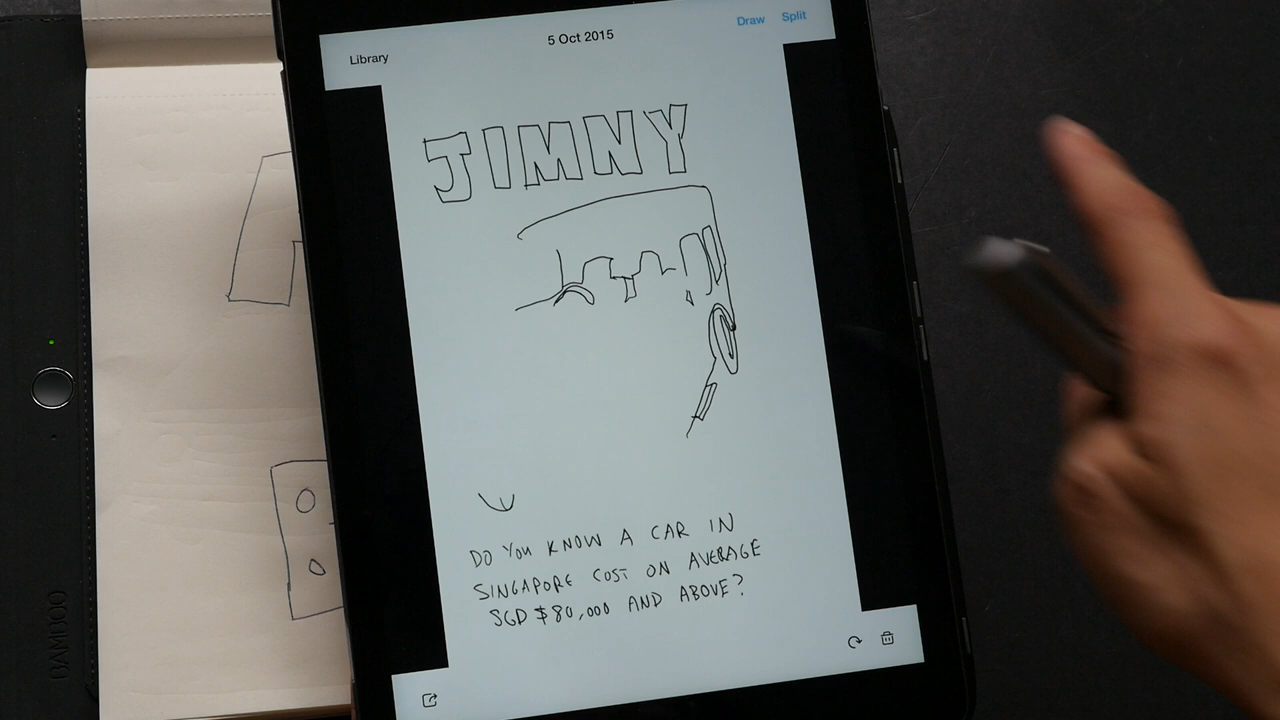 Draw Split
5 Oct 2015
Library
JIMNY
DO YOU KNOW A CAR IN
SINGAPORE COST ON AVERAGE
SGD $80,000 AND ABOVE?
BAMBOO